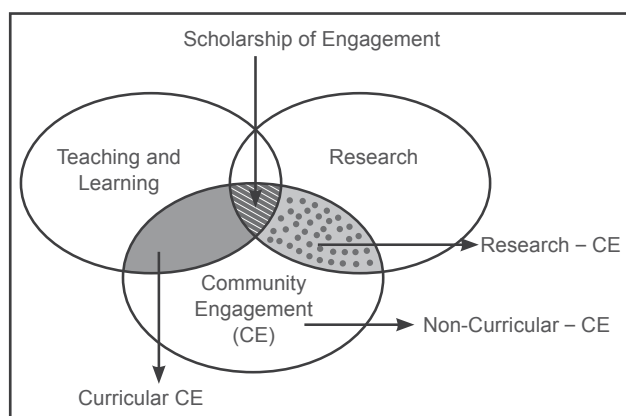 Scholarship of Engagement
Teaching and
Learning
Research
Research – CE
Community
Engagement
(CE)
Non-Curricular – CE
Curricular CE